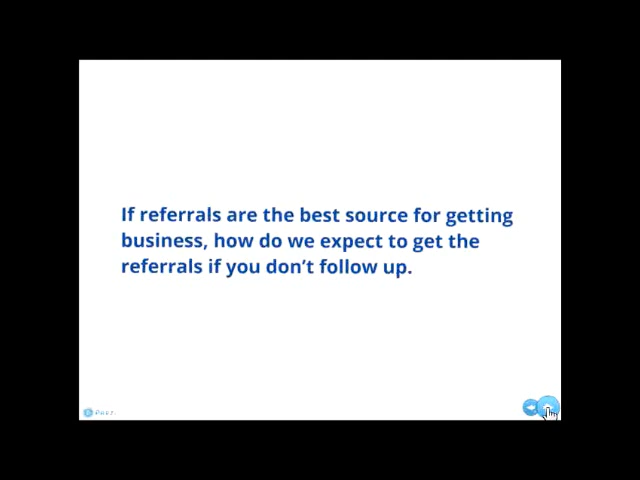 If referrals are the best source for getting
business, how do we expect to get the
referrals if you don’t follow up.